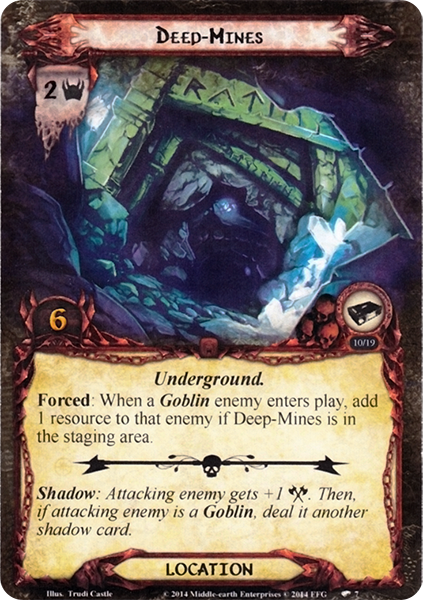 DEEP-MINES
2
6
10/19
Underground.
Forced: When a Goblin enemy enters play, add
1 resource to that enemy if Deep-Mines is in
the staging area.
Shadow: Attacking enemy gets +1 . Then,
if attacking enemy is a Goblin, deal it another
shadow card.
LOCATION
Illus. Trudi Castle © 2014 Middle-earth Enterprises © 2014 FFG 7